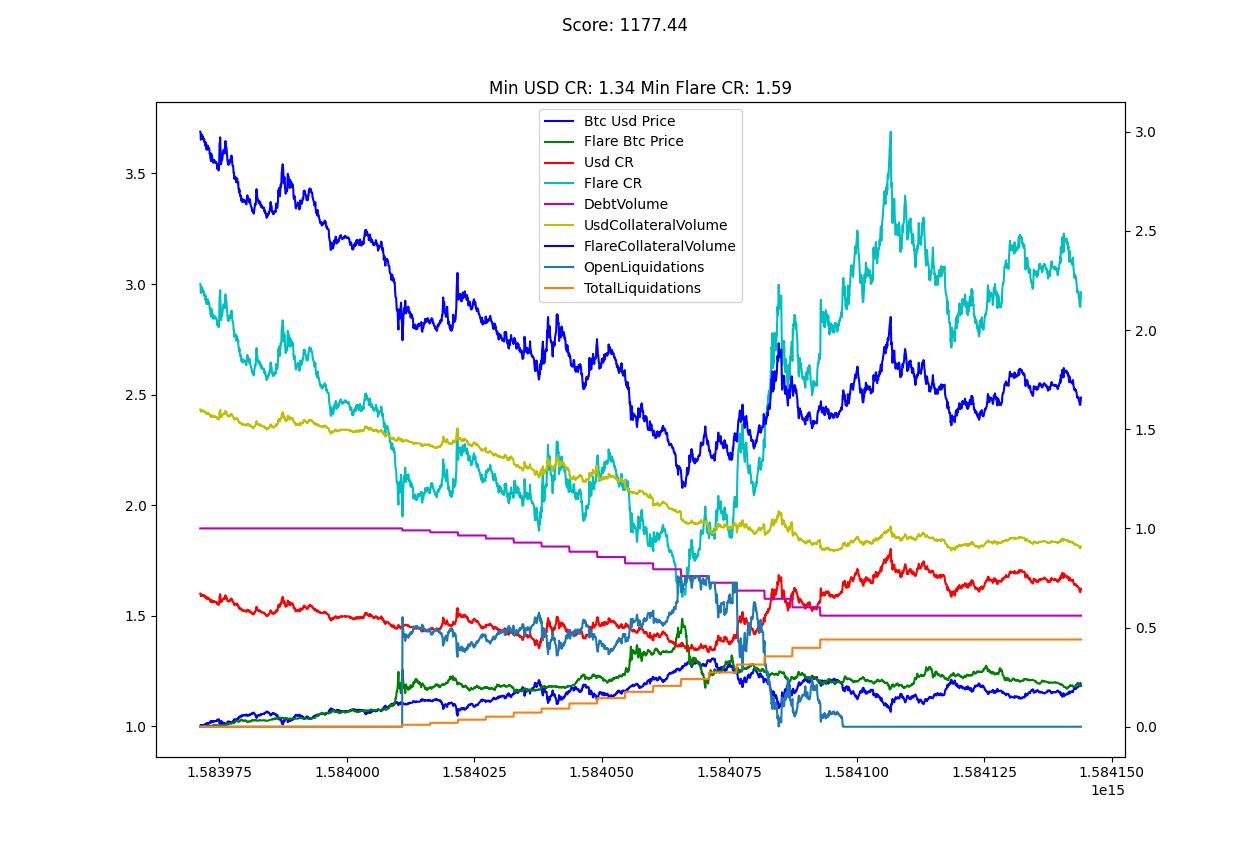 Score: 1177.44
Min USD CR: 1.34 Min Flare CR: 1.59
Btc Usd Price
Flare Btc Price
Usd CR
Flare CR
DebtVolume
UsdCollateralVolume
FlareCollateralVolume
OpenLiquidations
TotalLiquidations
3.5
3.0
2.5
2.0
1.5
1.0
3.0
2.5
2.0
1.5
1.0
0.5
0.0
1.583975
1.584000
1.584025
1.584050
1.584075
1.584100
1.584125
1.584150
1e15